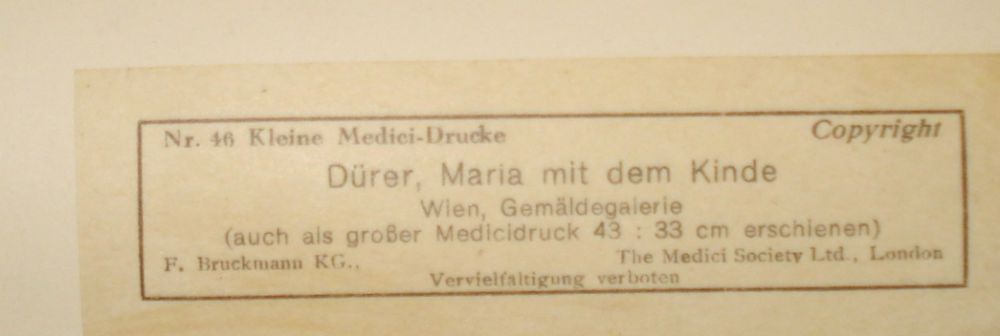 Nr. 46 Kleine Medici-Drucke Copyright
Dürer, Maria mit dem Kinde
Wien, Gemäldegalerie
(auch als großer Medicidruck 43 : 33 cm erschienen)
F. Bruckmann KG., The Medici Society Ltd., London
Vervielfältigung verboten